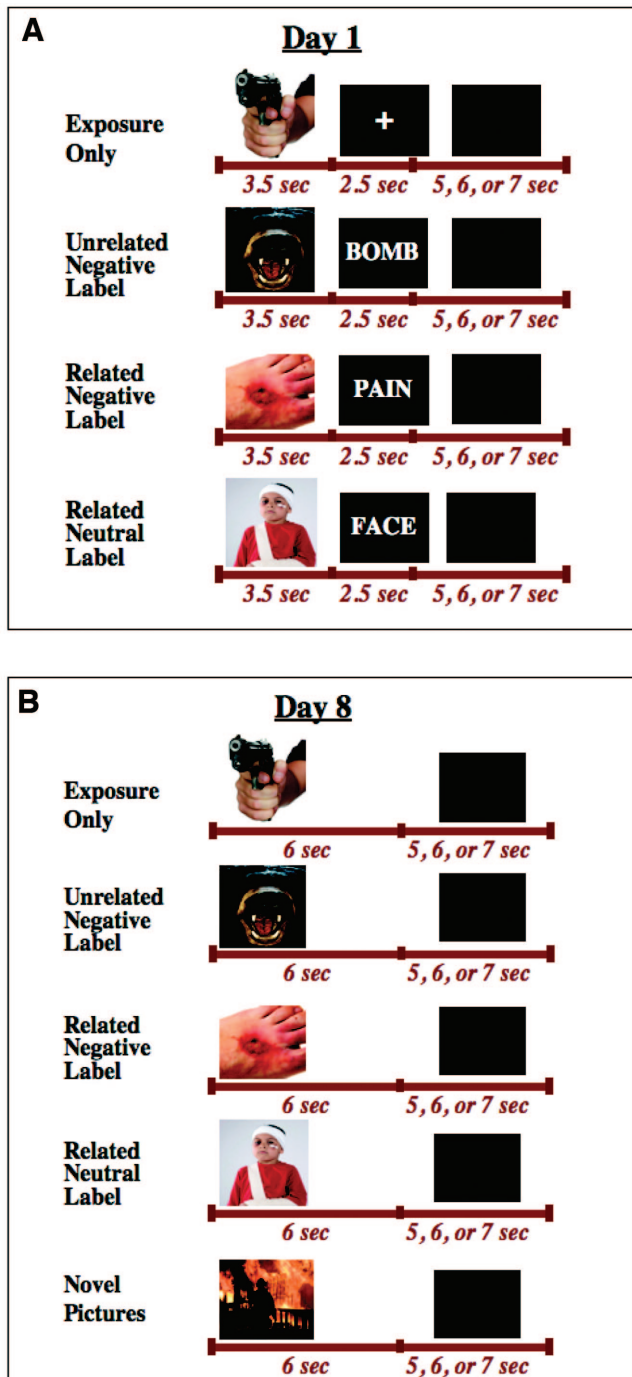 A
Day 1
Exposure
Only
+
3.5 sec 2.5 sec 5, 6, or 7 sec
Unrelated
Negative
Label
BOMB
3.5 sec 2.5 sec 5, 6, or 7 sec
Related
Negative
Label
PAIN
3.5 sec 2.5 sec 5, 6, or 7 sec
Related
Neutral
Label
FACE
3.5 sec 2.5 sec 5, 6, or 7 sec
B
Day 8
Exposure
Only
6 sec 5, 6, or 7 sec
Unrelated
Negative
Label
6 sec 5, 6, or 7 sec
Related
Negative
Label
6 sec 5, 6, or 7 sec
Related
Neutral
Label
6 sec 5, 6, or 7 sec
Novel
Pictures
6 sec 5, 6, or 7 sec